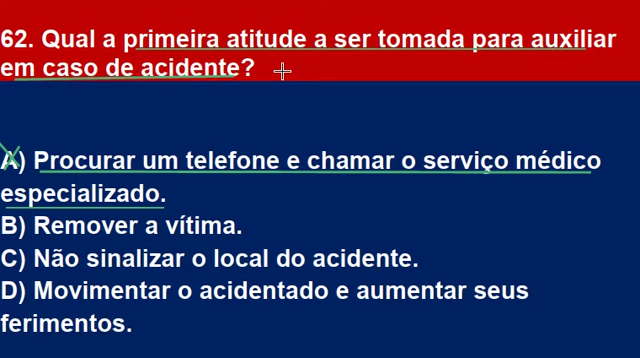 62. Qual a primeira atitude a ser tomada para auxiliar
em caso de acidente?
A) Procurar um telefone e chamar o serviço médico
especializado.
B) Remover a vítima.
C) Não sinalizar o local do acidente.
D) Movimentar o acidentado e aumentar seus
ferimentos.